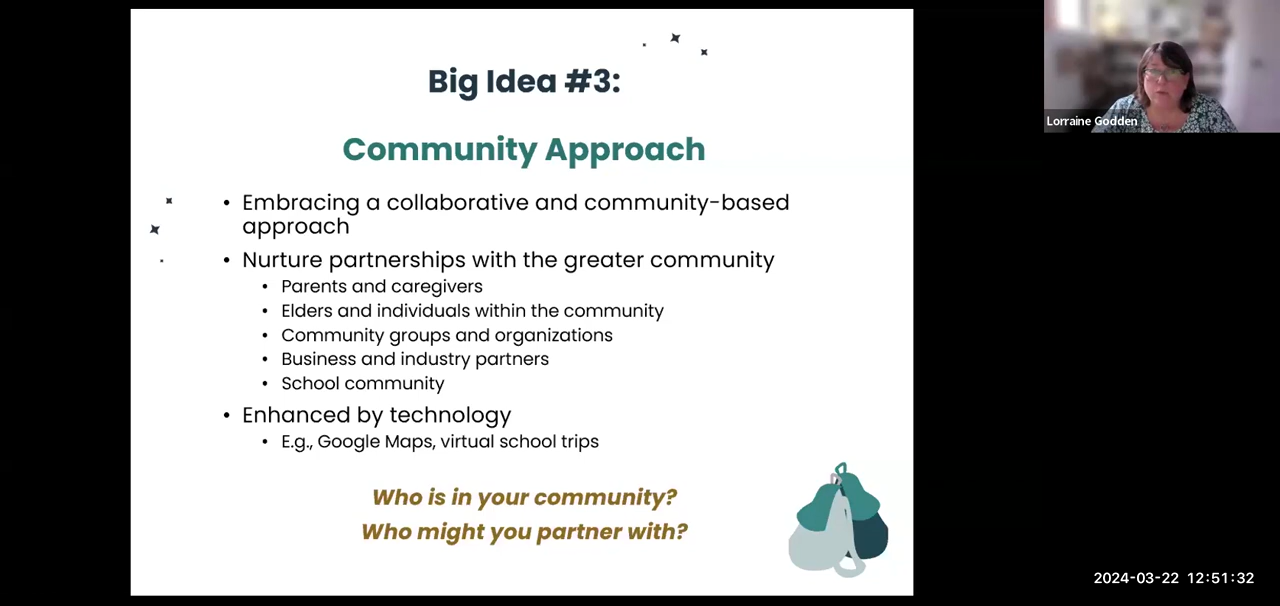 Big Idea #3:
Community Approach
• Embracing a collaborative and community-based
approach
• Nurture partnerships with the greater community
• Parents and caregivers
• Elders and individuals within the community
• Community groups and organizations
• Business and industry partners
• School community
• Enhanced by technology
• E.g., Google Maps, virtual school trips
Who is in your community?
Who might you partner with?
Lorraine Godden
2024-03-22 12:51:32